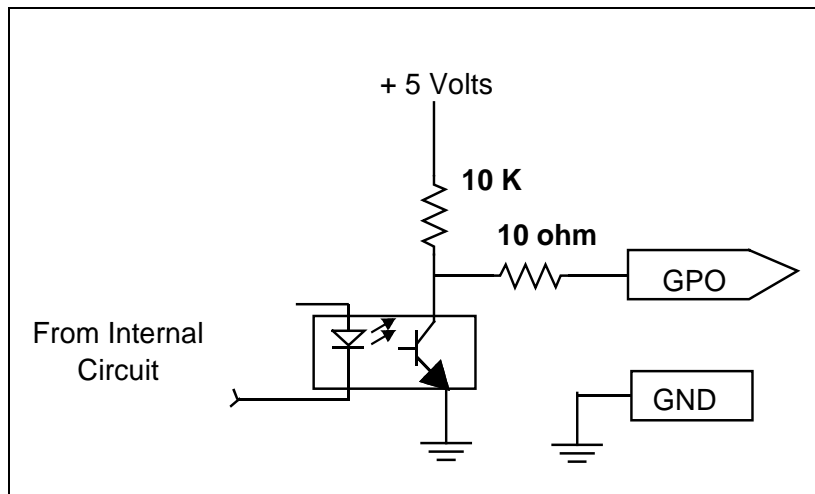 + 5 Volts
10 K
10 ohm
GPO
From Internal
Circuit
GND